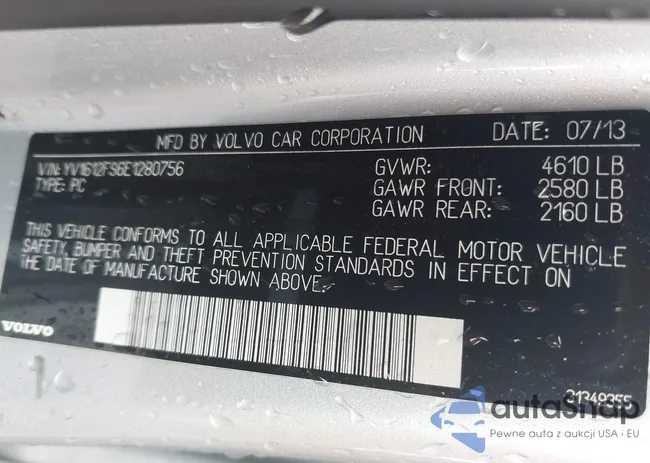 MFD BY VOLVO CAR CORPORATION DATE: 07/13
VIN: YV1612FS6E1280756 GVWR: 4610 LB
TYPE: PC GAWR FRONT: 2580 LB
GAWR REAR: 2160 LB
THIS VEHICLE CONFORMS TO ALL APPLICABLE FEDERAL MOTOR VEHICLE
SAFETY, BUMPER AND THEFT PREVENTION STANDARDS IN EFFECT ON
THE DATE OF MANUFACTURE SHOWN ABOVE.
VOLVO
31349355
autaSnap
Pewne auta z aukcji USA i EU